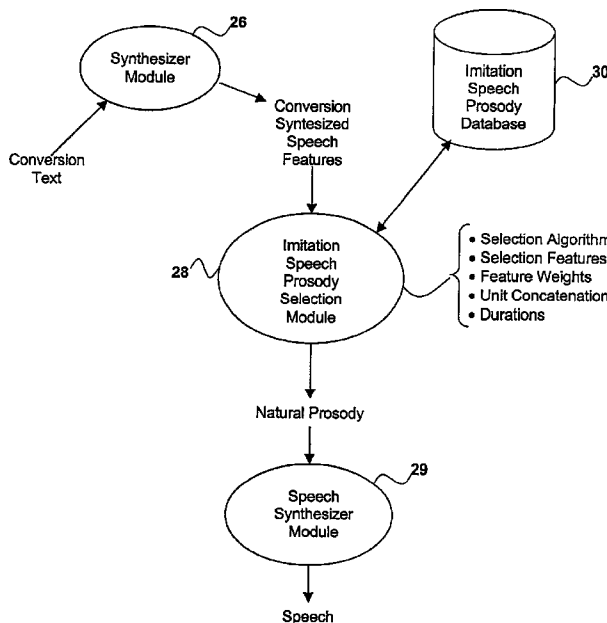 26
Synthesizer
Module
Imitation
Speech
Prosody
Database
30
Conversion
Syntesized
Speech
Features
Conversion
Text
28
Imitation
Speech
Prosody
Selection
Module
• Selection Algorithm
• Selection Features
• Feature Weights
• Unit Concatenation
• Durations
Natural Prosody
29
Speech
Synthesizer
Module
Speech